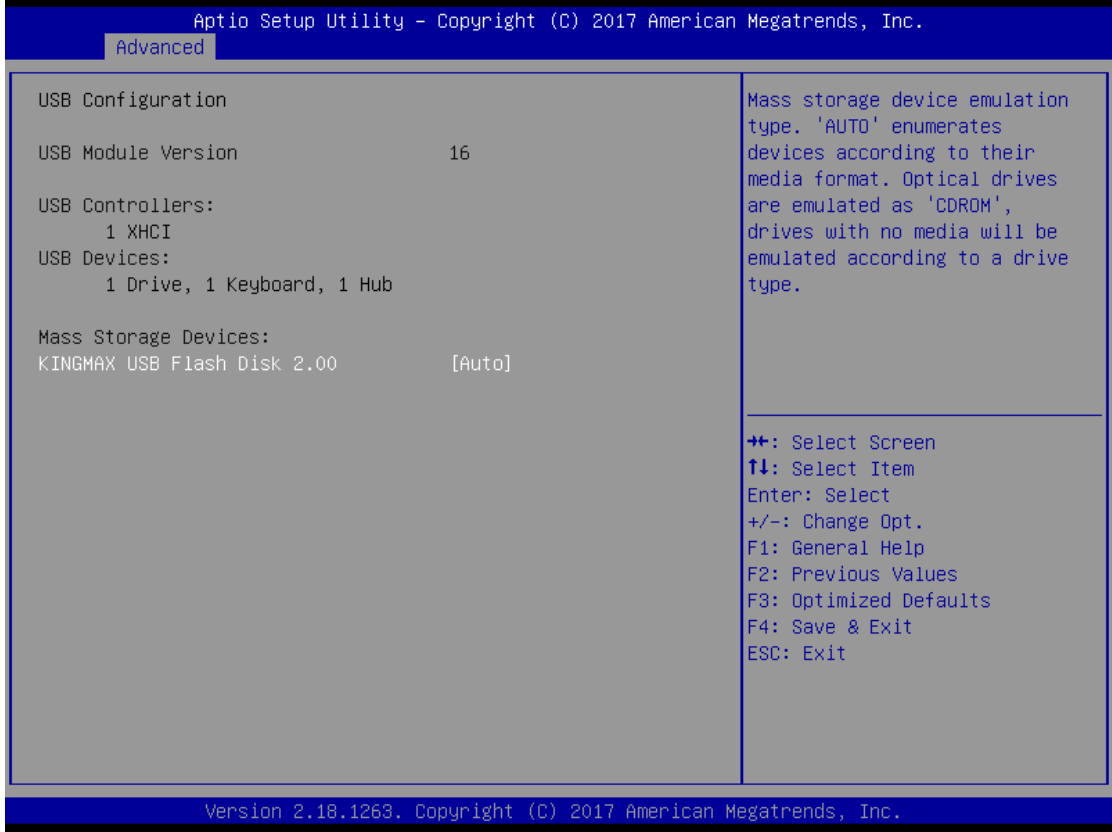 Aptio Setup Utility – Copyright (C) 2017 American Megatrends, Inc.
Advanced
USB Configuration
USB Module Version 16
USB Controllers:
1 XHCI
USB Devices:
1 Drive, 1 Keyboard, 1 Hub
Mass Storage Devices:
KINGMAX USB Flash Disk 2.00 [Auto]
Mass storage device emulation
type. 'AUTO' enumerates
devices according to their
media format. Optical drives
are emulated as 'CDROM',
drives with no media will be
emulated according to a drive
type.
→←: Select Screen
↑↓: Select Item
Enter: Select
+/-: Change Opt.
F1: General Help
F2: Previous Values
F3: Optimized Defaults
F4: Save & Exit
ESC: Exit
Version 2.18.1263. Copyright (C) 2017 American Megatrends, Inc.